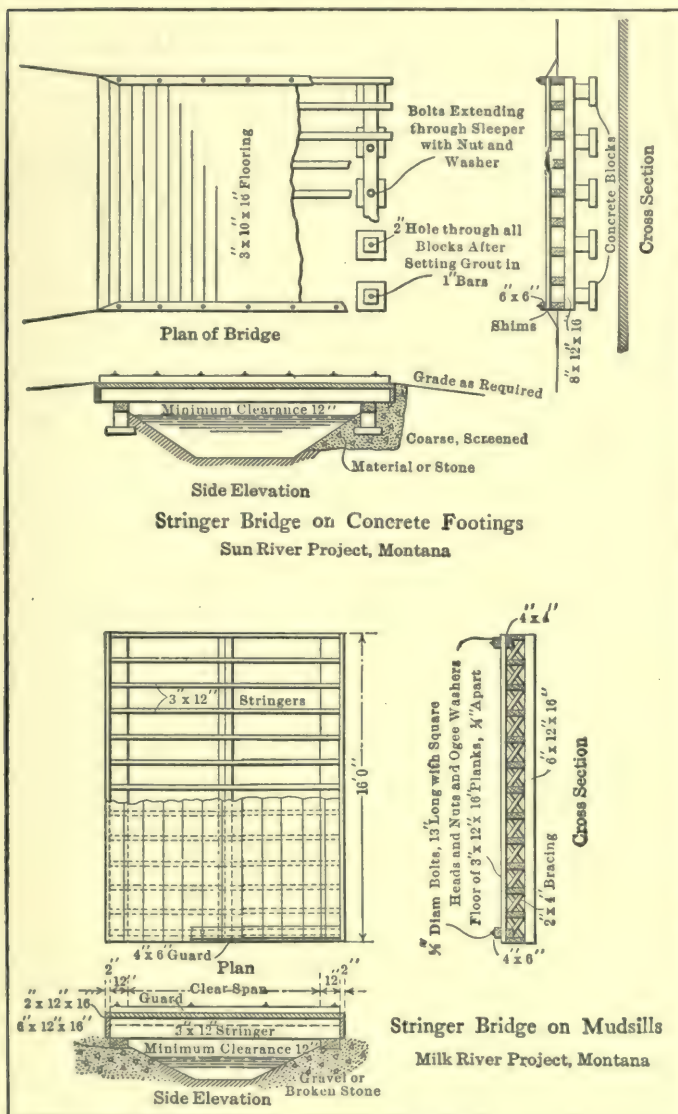 3"x 10"x 16" Flooring
Bolts Extending
through Sleeper
with Nut and
Washer
2" Hole through all
Blocks After
Setting Grout in
1" Bars
Plan of Bridge
6"x 6"
Shims
8"x 12"x 16
Concrete Blocks
Cross Section
Grade as Required
Minimum Clearance 12"
Coarse, Screened
Material or Stone
Side Elevation
Stringer Bridge on Concrete Footings
Sun River Project, Montana
3"x 12" Stringers
16'0"
4"x 6" Guard
Plan
4"x 4"
Diam Bolts, 13" Long with Square
Heads and Nuts and Ogee Washers
Floor of 3"x 12"x 16" Planks, ¼" Apart
6"x 12"x 16"
2"x 4" Bracing
4"x 6"
Cross Section
2"
12"
Clear Span
12"
2"
Guard
2"x 12"x 16
6"x 12"x 16"
3"x 12" Stringer
Minimum Clearance 12"
Gravel or
Broken Stone
Side Elevation
Stringer Bridge on Mudsills
Milk River Project, Montana